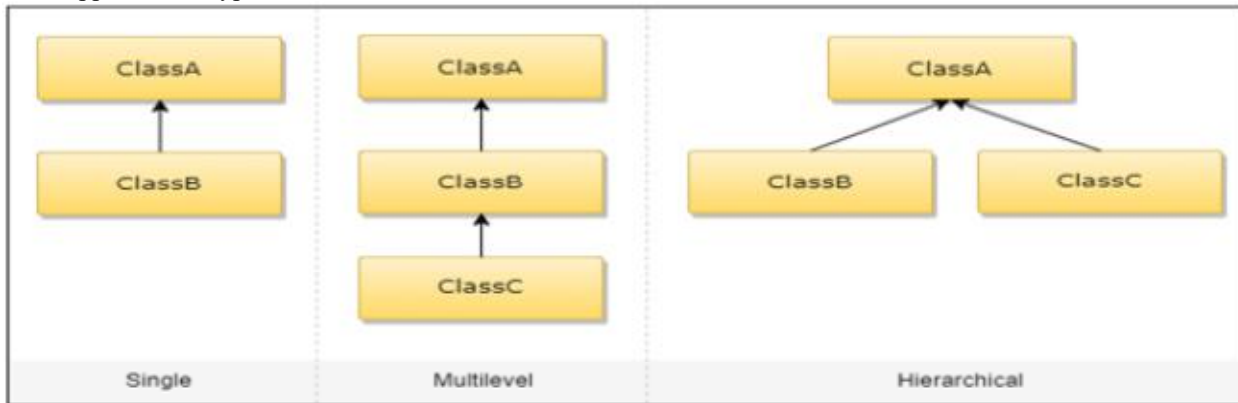 ClassA
ClassB
Single
ClassA
ClassB
ClassC
Multilevel
ClassA
ClassB ClassC
Hierarchical